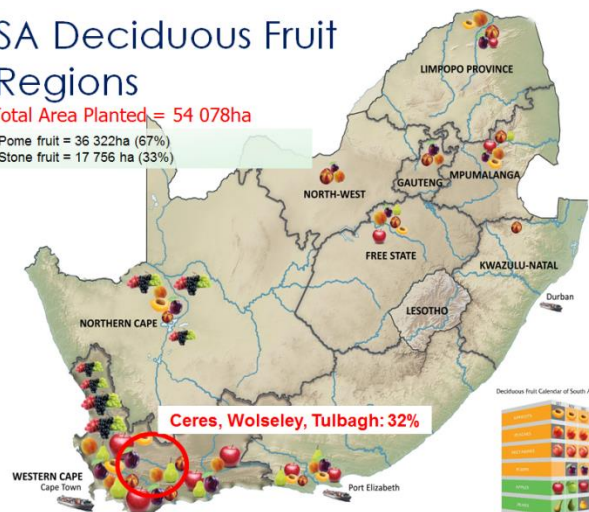 SA Deciduous Fruit
Regions
Total Area Planted = 54 078ha
Pome fruit = 36 322ha (67%)
Stone fruit = 17 756 ha (33%)
LIMPOPO PROVINCE
NORTH-WEST
GAUTENG
MPUMALANGA
FREE STATE
KWAZULU-NATAL
LESOTHO
Durban
NORTHERN CAPE
Deciduous Fruit Calendar of South A
Ceres, Wolseley, Tulbagh: 32%
WESTERN CAPE
Cape Town
Port Elizabeth